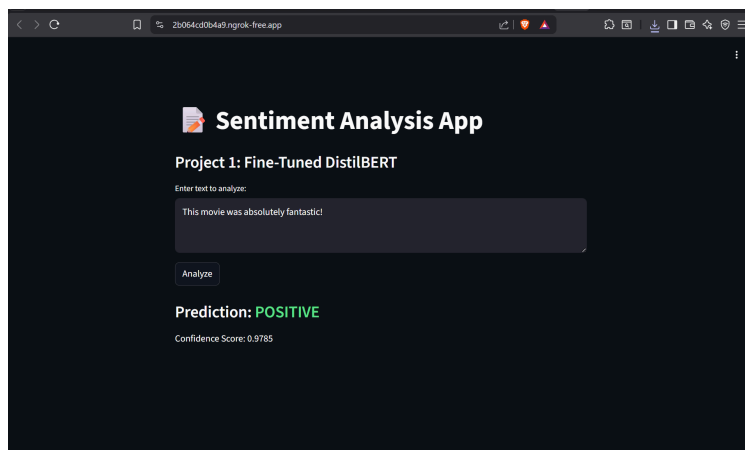 2b064cd0b4a9.ngrok-free.app
Sentiment Analysis App
Project 1: Fine-Tuned DistilBERT
Enter text to analyze:
This movie was absolutely fantastic!
Analyze
Prediction: POSITIVE
Confidence Score: 0.9785